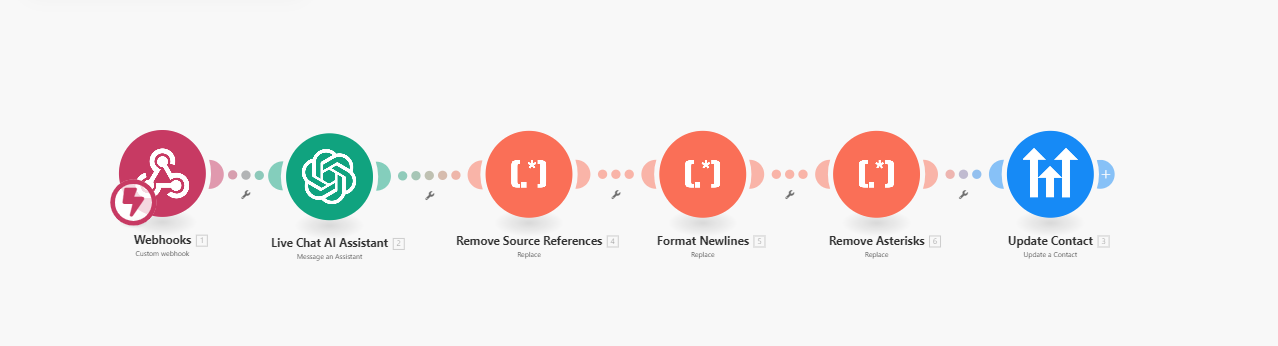 Webhooks 1
Custom webhook
Live Chat AI Assistant 2
Message an Assistant
[.*]
Remove Source References 4
Replace
[.*]
Format Newlines 5
Replace
[.*]
Remove Asterisks 6
Replace
Update Contact 3
Update a Contact